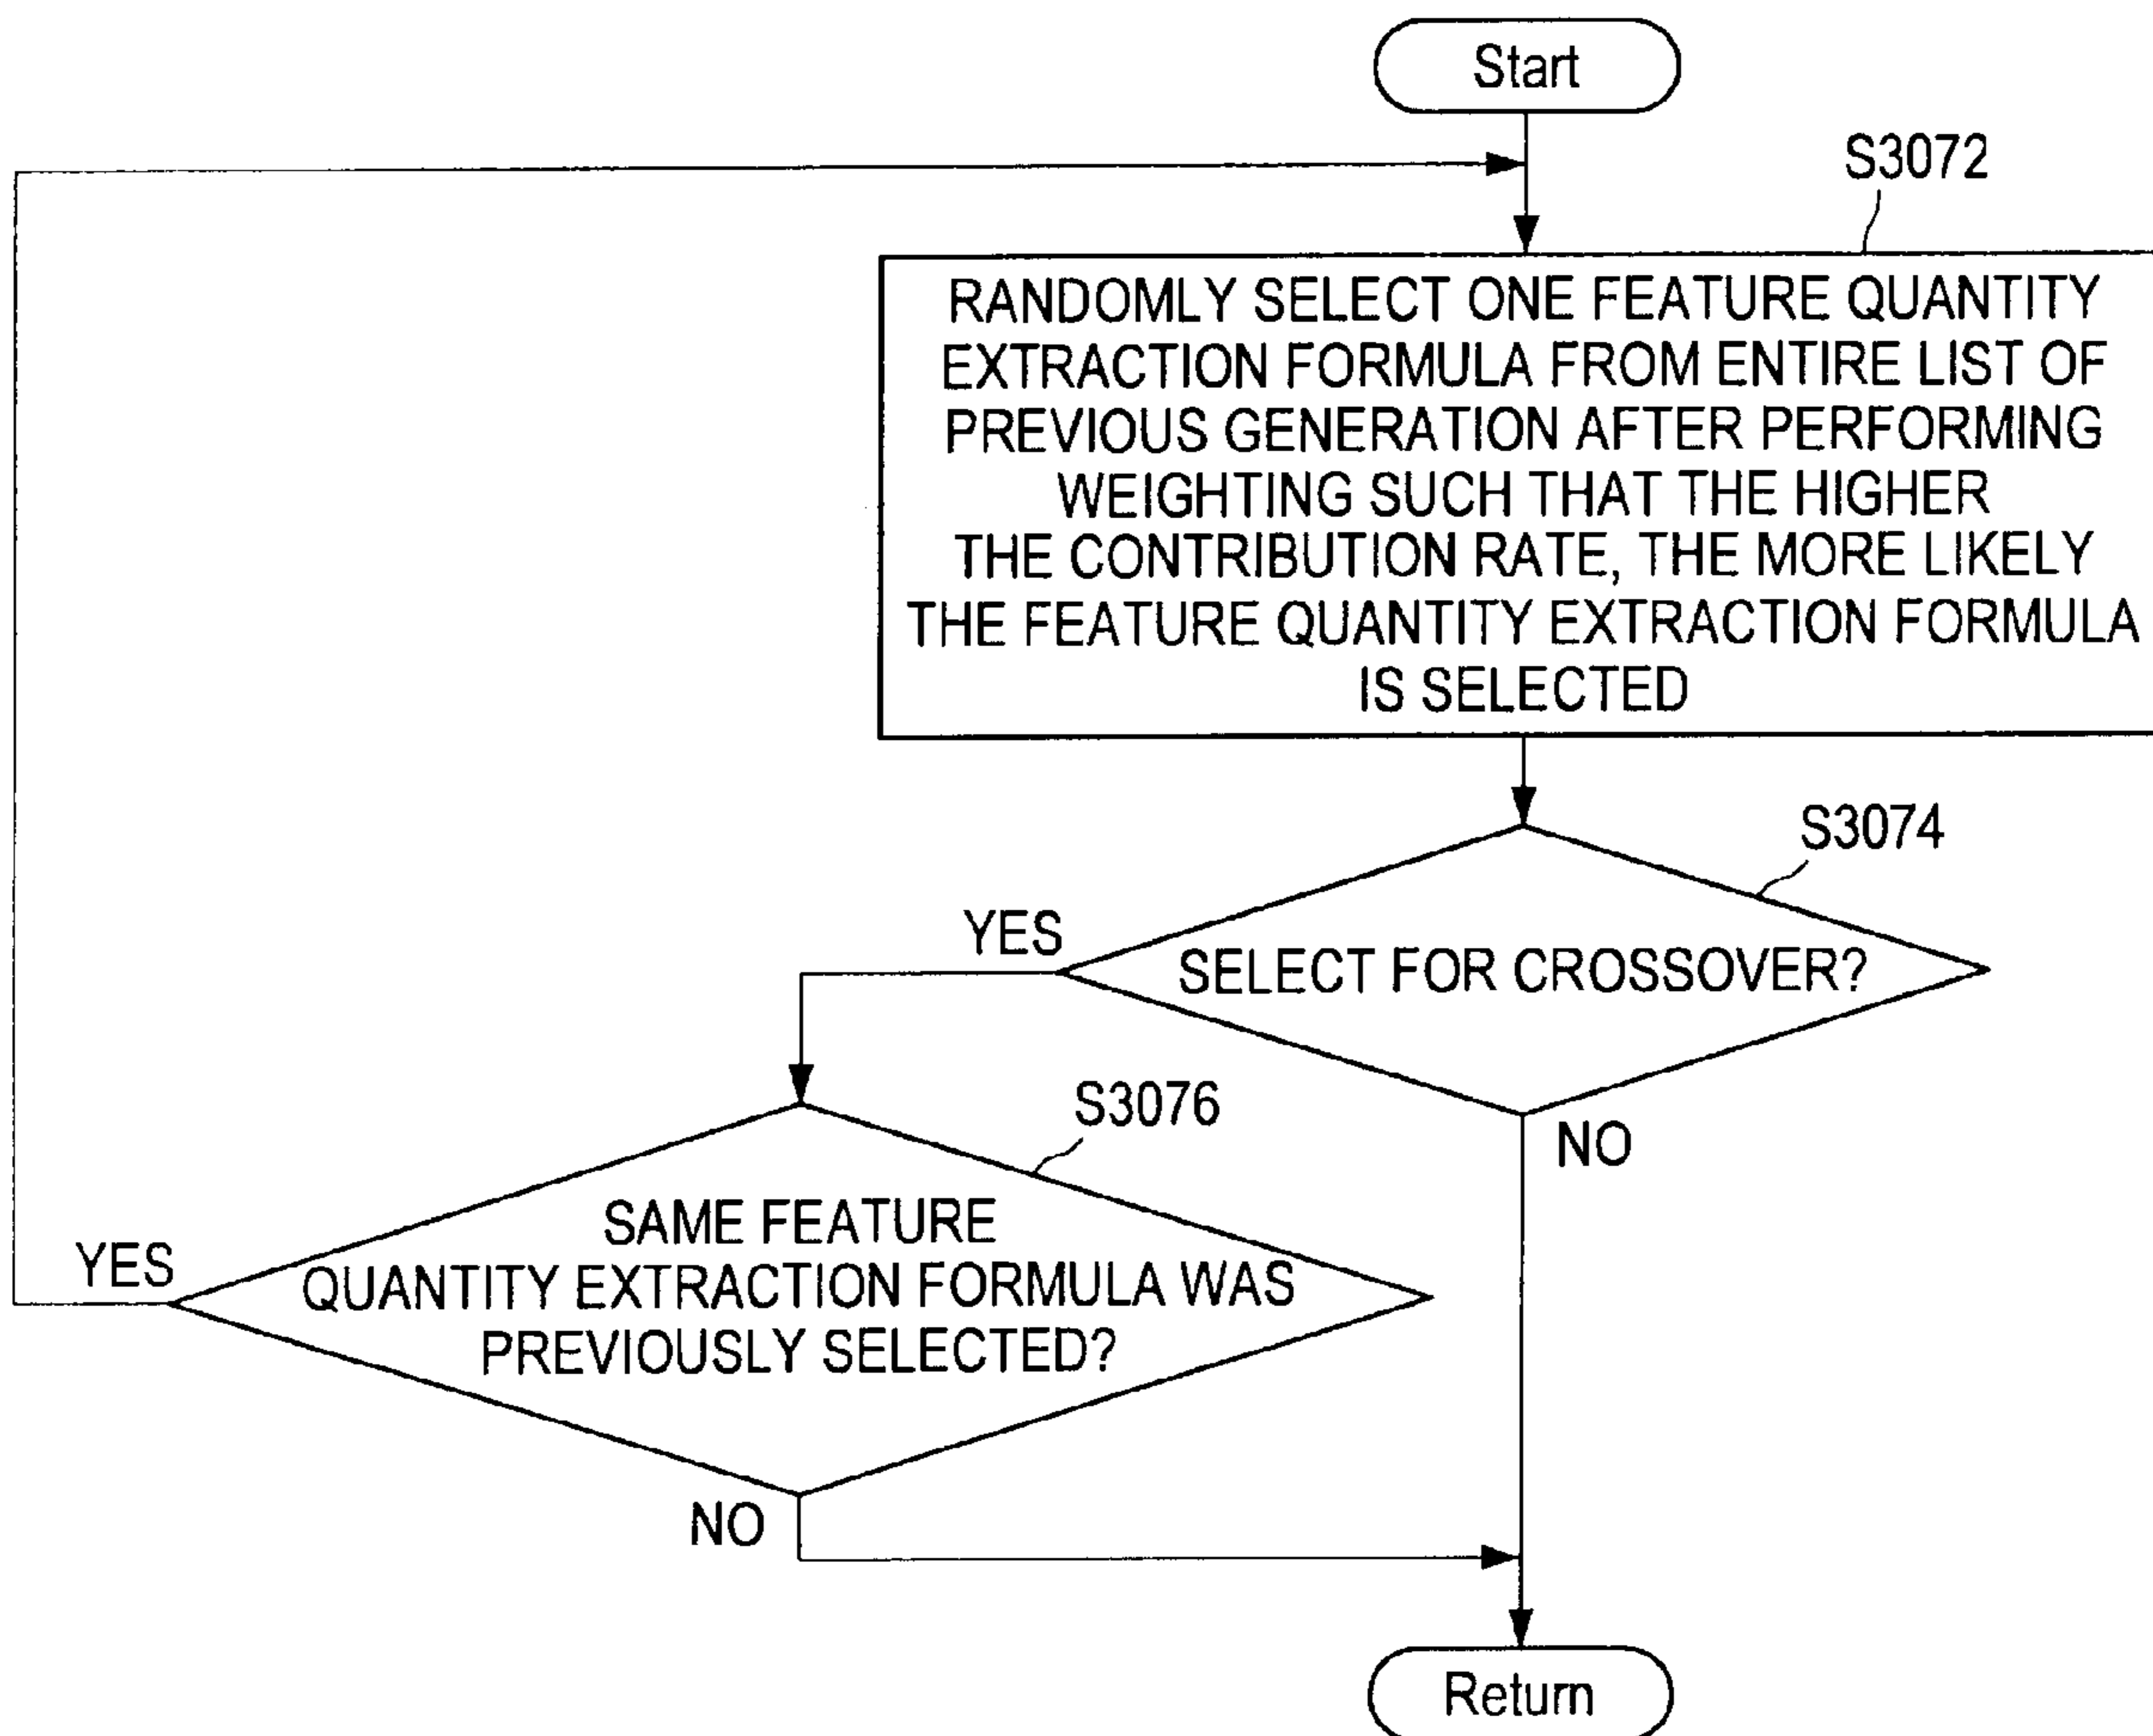 Start
S3072
RANDOMLY SELECT ONE FEATURE QUANTITY
EXTRACTION FORMULA FROM ENTIRE LIST OF
PREVIOUS GENERATION AFTER PERFORMING
WEIGHTING SUCH THAT THE HIGHER
THE CONTRIBUTION RATE, THE MORE LIKELY
THE FEATURE QUANTITY EXTRACTION FORMULA
IS SELECTED
S3074
YES
SELECT FOR CROSSOVER?
S3076
NO
SAME FEATURE
QUANTITY EXTRACTION FORMULA WAS
PREVIOUSLY SELECTED?
YES
NO
Return